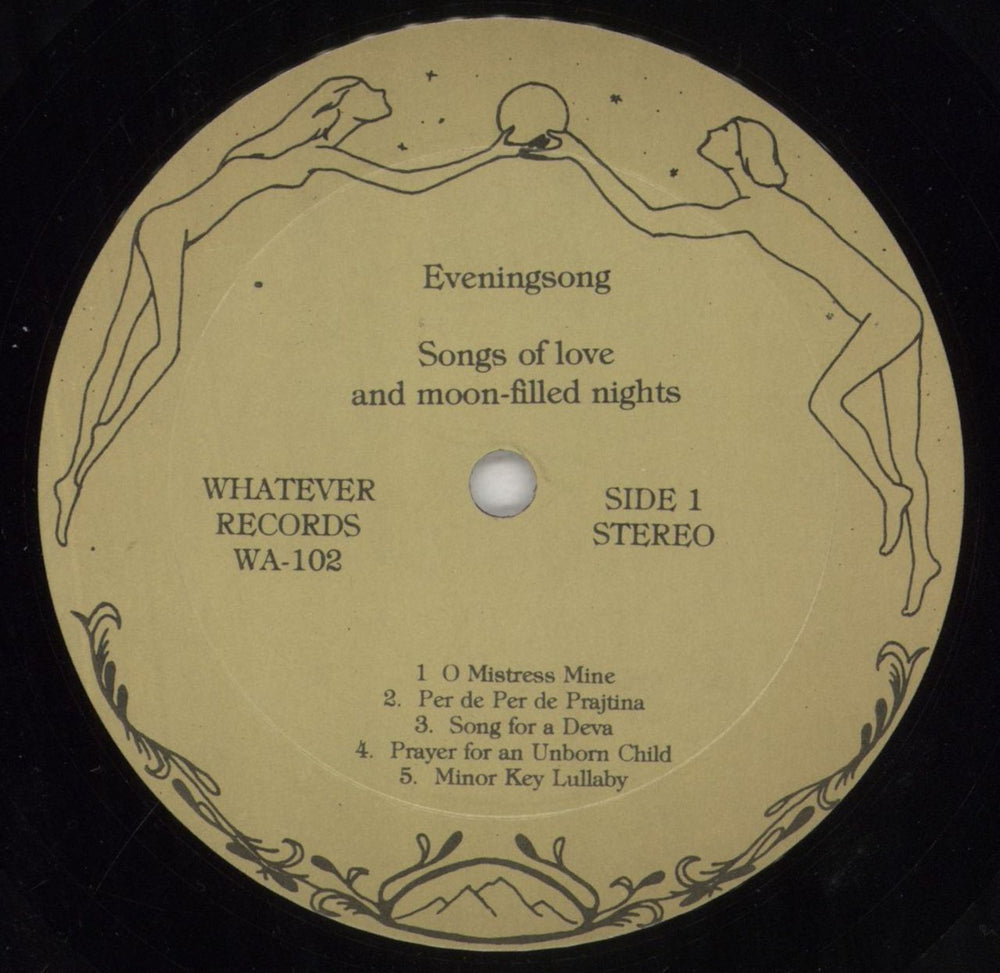 Eveningsong
Songs of love
and moon-filled nights
WHATEVER
RECORDS
WA-102
SIDE 1
STEREO
1 O Mistress Mine
2. Per de Per de Prajtina
3. Song for a Deva
4. Prayer for an Unborn Child
5. Minor Key Lullaby